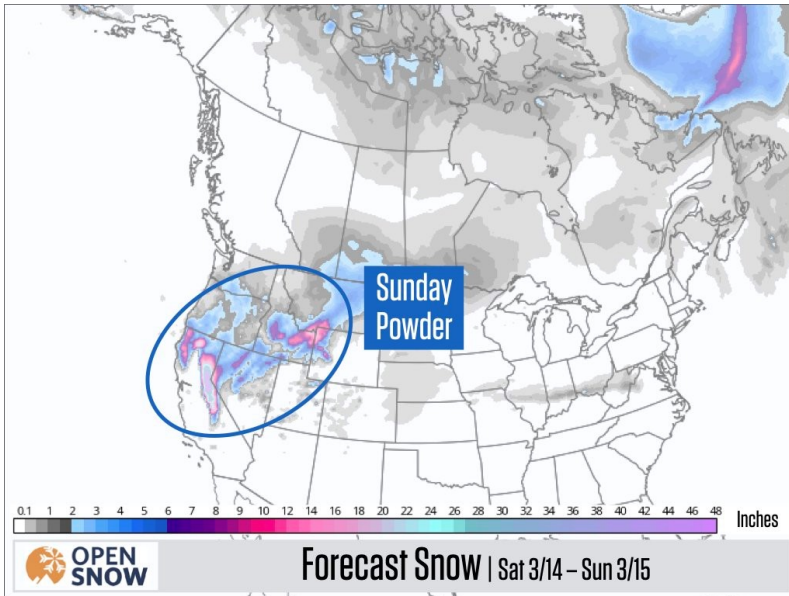 Sunday
Powder
0.1 1 2 3 4 5 6 7 8 9 10 12 14 16 18 20 22 24 26 28 30 32 34 36 38 40 42 44 46 48 Inches
OPEN
SNOW
Forecast Snow | Sat 3/14 – Sun 3/15